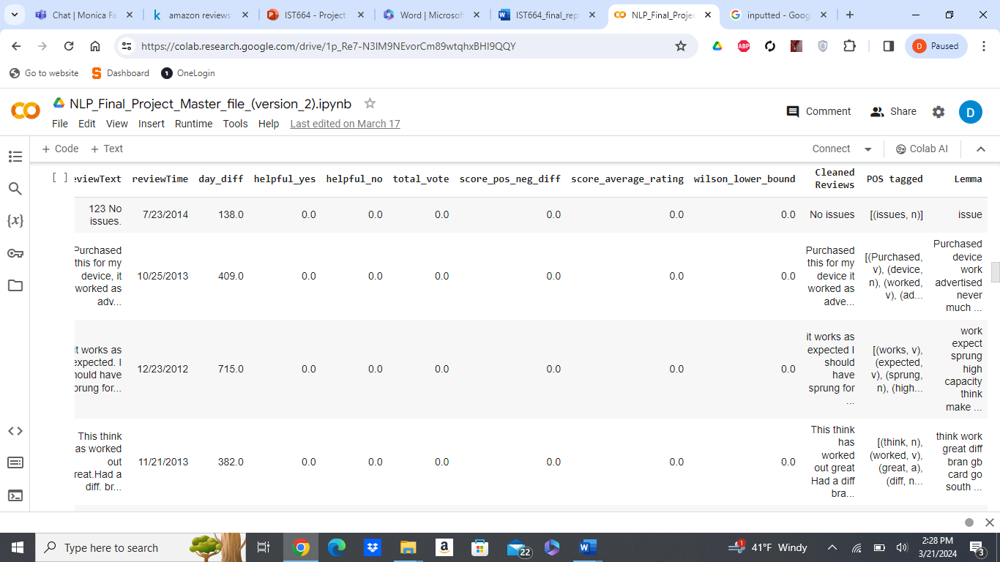 Chat | Monica Fa
amazon reviews
IST664 - Project
Word | Microsof
IST664_final_rep
NLP_Final_Projec
inputted - Goog
https://colab.research.google.com/drive/1p_Re7-N3IM9NEvorCm89wtqhxBHI9QQY
ABP
D Paused
Go to website
S Dashboard
1 OneLogin
NLP_Final_Project_Master_file_(version_2).ipynb
File Edit View Insert Runtime Tools Help Last edited on March 17
Comment Share D
+ Code + Text
Connect Colab AI
{x}
[ ]
eviewText reviewTime day_diff helpful_yes helpful_no total_vote score_pos_neg_diff score_average_rating wilson_lower_bound Cleaned POS tagged Lemma
Reviews
123 No
issues. 7/23/2014 138.0 0.0 0.0 0.0 0.0 0.0 0.0 No issues [(issues, n)] issue
Purchased
this for my
device, it
worked as
adv...
10/25/2013 409.0 0.0 0.0 0.0 0.0 0.0 0.0
Purchased
this for my
device it
worked as
adve...
[(Purchased,
v), (device,
n), (worked,
v), (ad...
Purchased
device
work
advertised
never
much ...
it works as
expected. I
hould have
prung for...
12/23/2012 715.0 0.0 0.0 0.0 0.0 0.0 0.0
it works as
expected I
should
have
sprung for
...
[(works, v),
(expected,
v), (sprung,
n), (high...
work
expect
sprung
high
capacity
think
make ...
This think
as worked
out
reat.Had a
diff. br...
11/21/2013 382.0 0.0 0.0 0.0 0.0 0.0 0.0
This think
has
worked
out great
Had a diff
bra...
[(think, n),
(worked, v),
(great, a),
(diff, n...
think work
great diff
bran gb
card go
south ...
Type here to search
22
1
41°F Windy
2:28 PM
3/21/2024
3